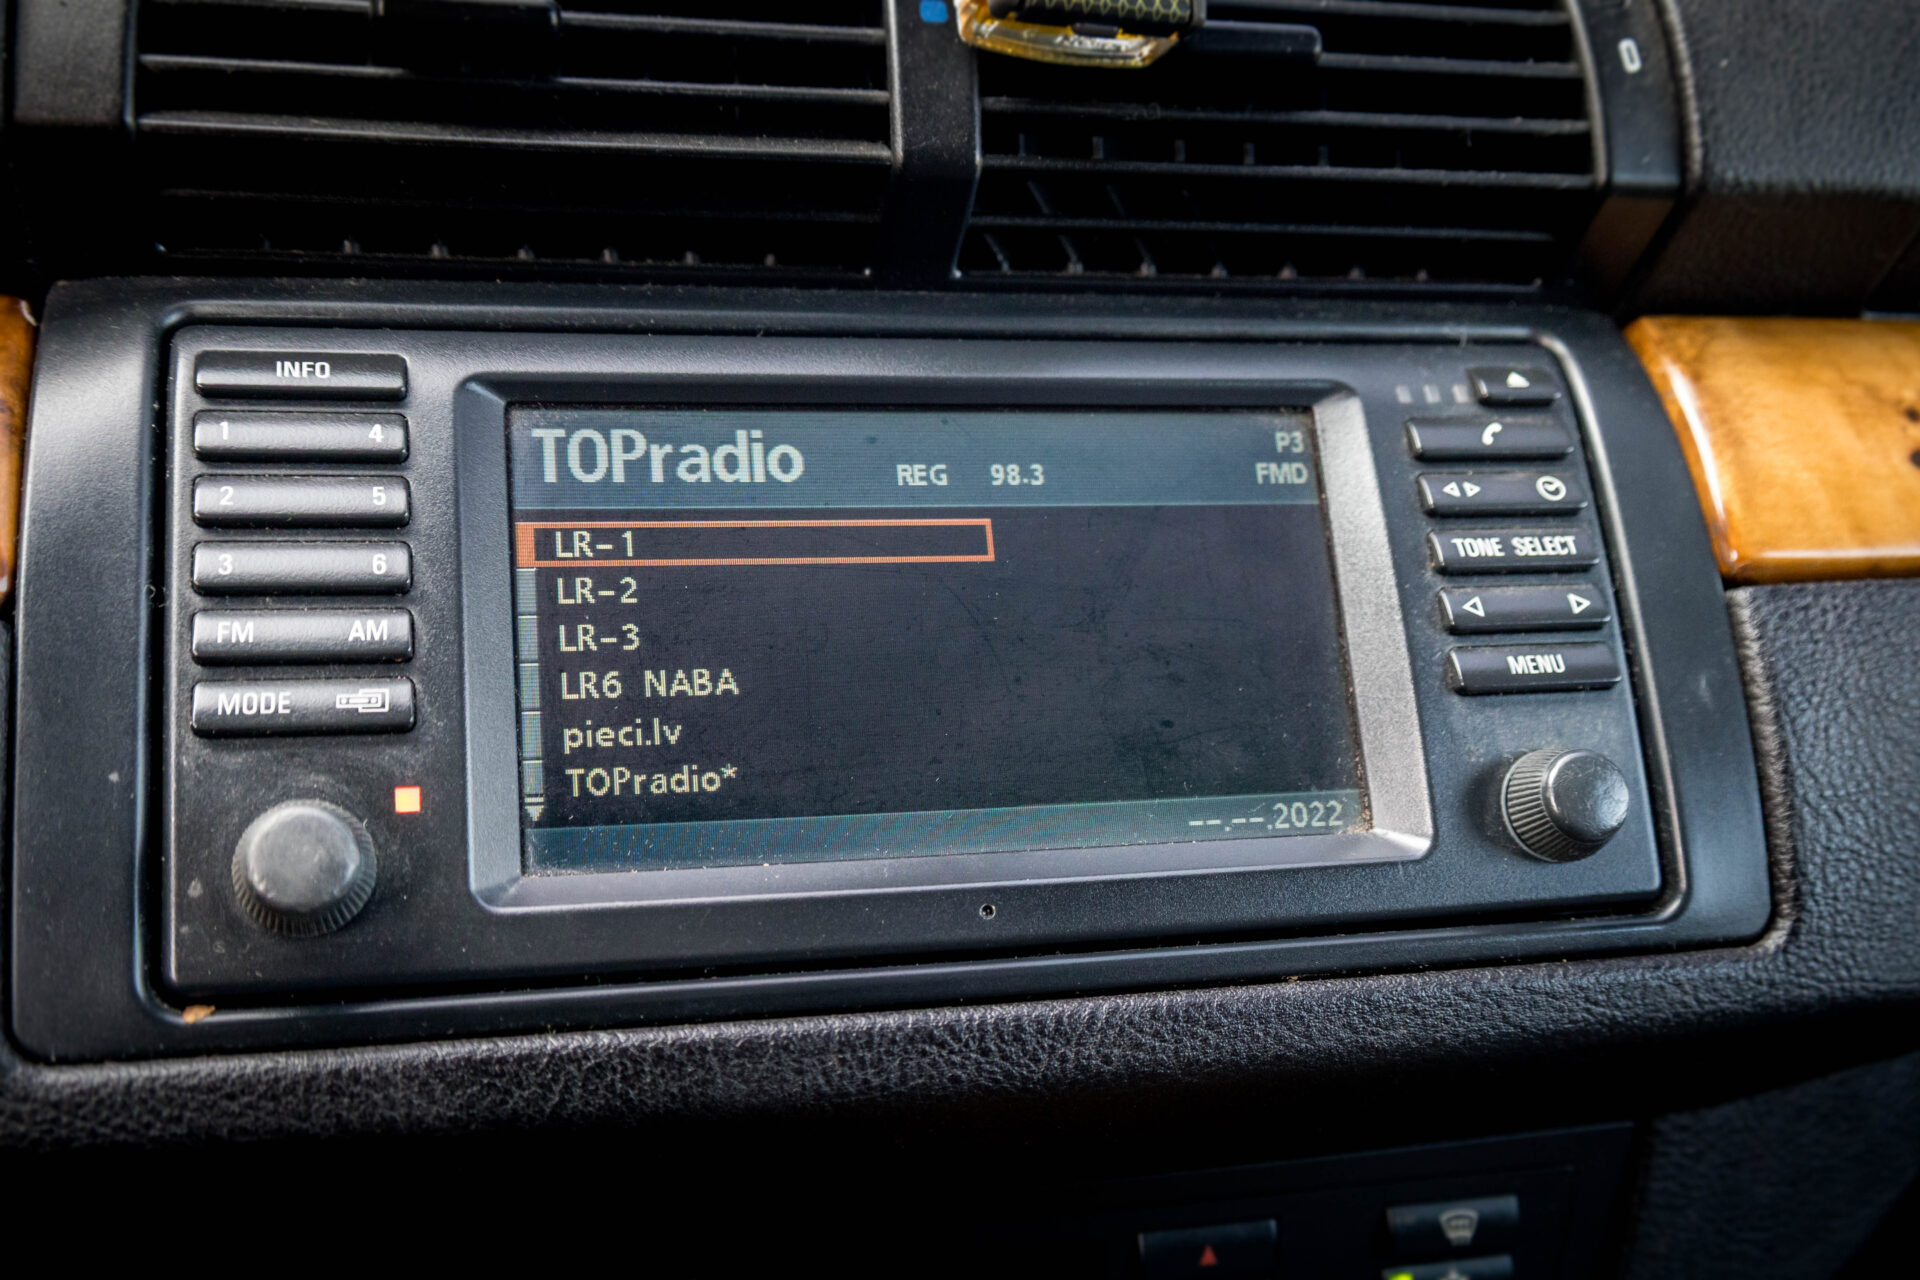 0
INFO
1 4
2 5
3 6
FM AM
MODE
TOPradio REG 98.3 P3
FMD
LR-1
LR-2
LR-3
LR6 NABA
pieci.lv
TOPradio*
--.--.2022
TONE SELECT
MENU